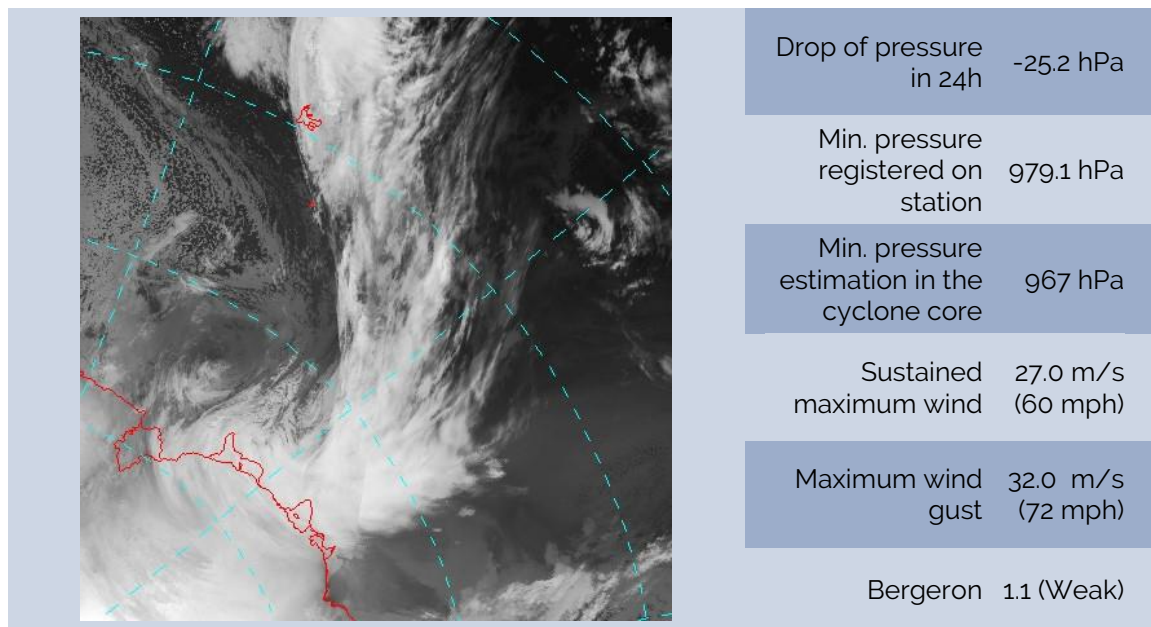 Drop of pressure
in 24h
-25.2 hPa
Min. pressure
registered on
station
979.1 hPa
Min. pressure
estimation in the
cyclone core
967 hPa
Sustained
maximum wind
27.0 m/s
(60 mph)
Maximum wind
gust
32.0 m/s
(72 mph)
Bergeron
1.1 (Weak)